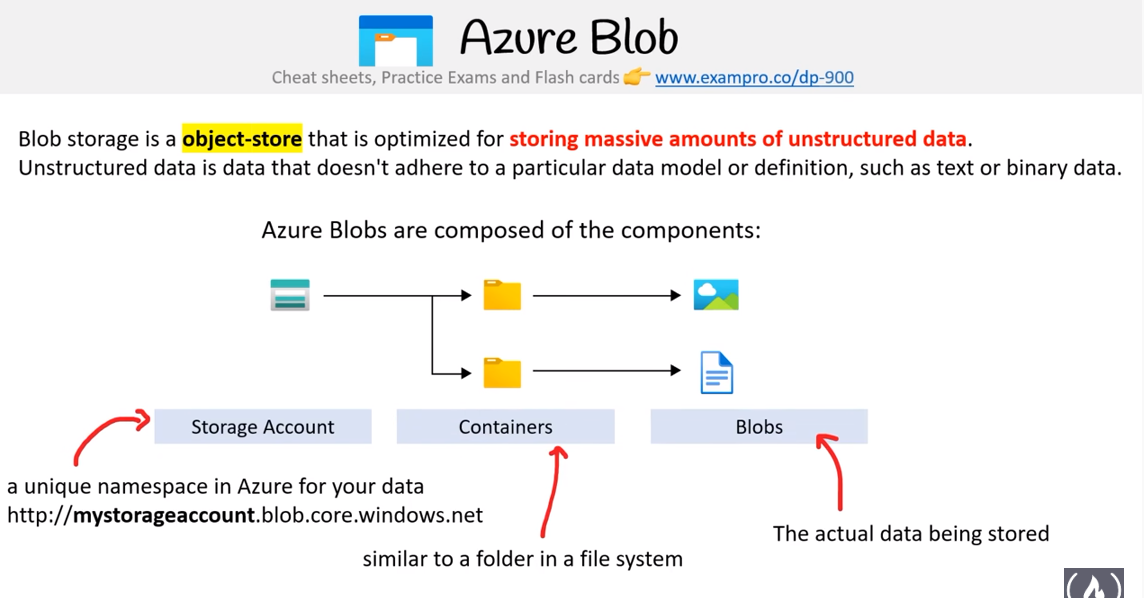 Azure Blob
Cheat sheets, Practice Exams and Flash cards 👉 www.exampro.co/dp-900
Blob storage is a object-store that is optimized for storing massive amounts of unstructured data.
Unstructured data is data that doesn't adhere to a particular data model or definition, such as text or binary data.
Azure Blobs are composed of the components:
Storage Account
Containers
Blobs
a unique namespace in Azure for your data
http://mystorageaccount.blob.core.windows.net
similar to a folder in a file system
The actual data being stored